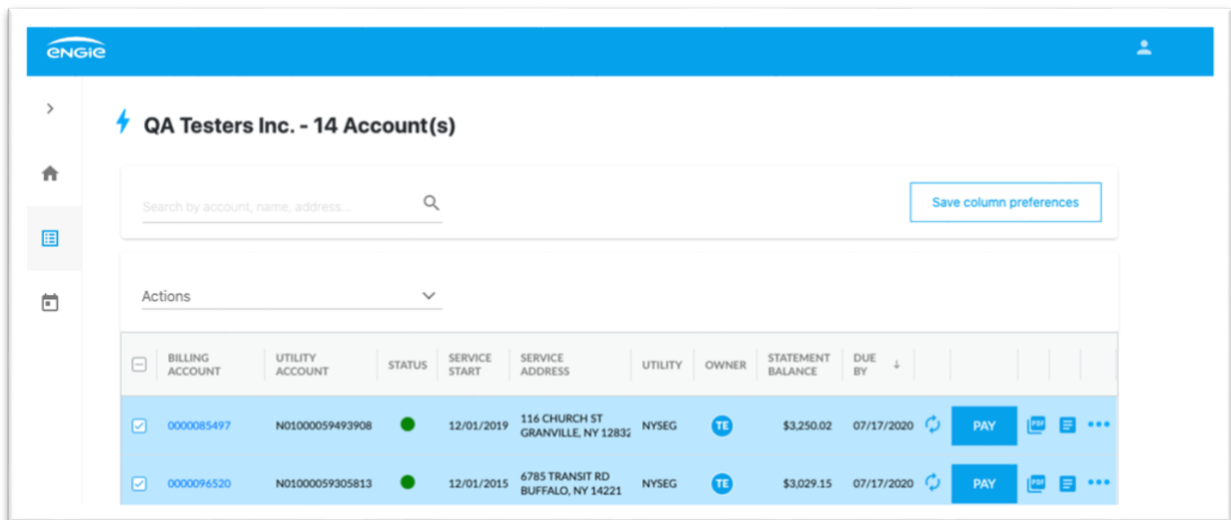 ENGIE
QA Testers Inc. - 14 Account(s)
Search by account, name, address...
Save column preferences
Actions
BILLING ACCOUNT UTILITY ACCOUNT STATUS SERVICE START SERVICE ADDRESS UTILITY OWNER STATEMENT BALANCE DUE BY
0000085497 N01000059493908 12/01/2019 116 CHURCH ST GRANVILLE, NY 12832 NYSEG TE $3,250.02 07/17/2020 PAY PDF
0000096520 N01000059305813 12/01/2015 6785 TRANSIT RD BUFFALO, NY 14221 NYSEG TE $3,029.15 07/17/2020 PAY PDF